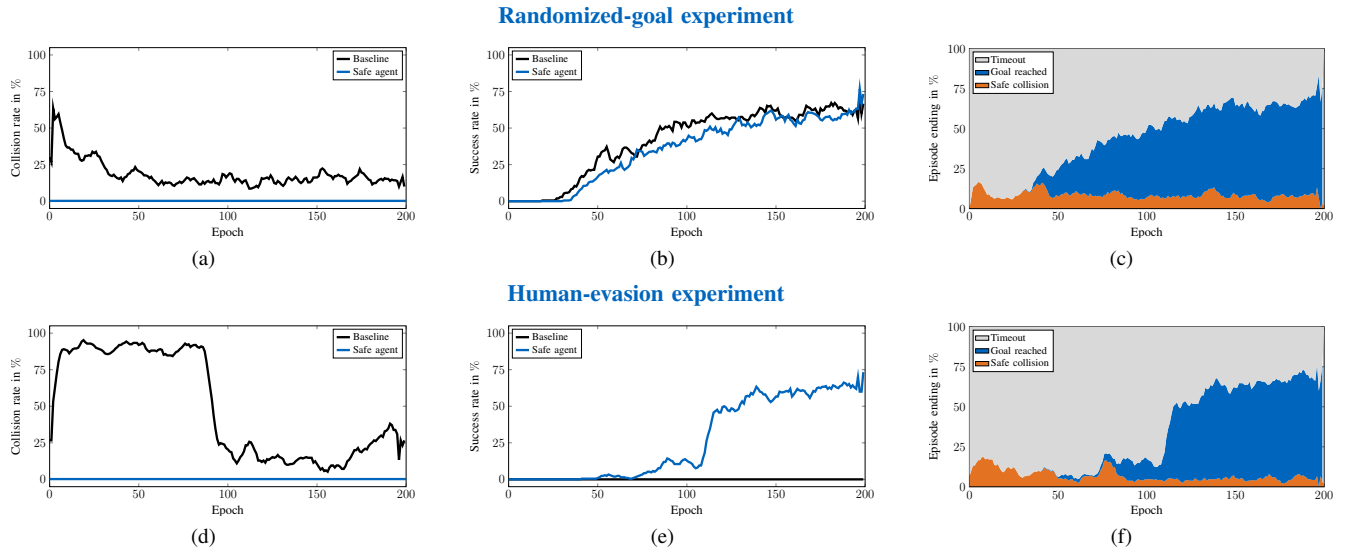 Randomized-goal experiment
Collision rate in %
100
75
50
25
0
Baseline
Safe agent
0
50
100
150
200
Epoch
(a)
Success rate in %
100
75
50
25
0
Baseline
Safe agent
0
50
100
150
200
Epoch
(b)
Episode ending in %
100
75
50
25
0
Timeout
Goal reached
Safe collision
0
50
100
150
200
Epoch
(c)
Human-evasion experiment
Collision rate in %
100
75
50
25
0
Baseline
Safe agent
0
50
100
150
200
Epoch
(d)
Success rate in %
100
75
50
25
0
Baseline
Safe agent
0
50
100
150
200
Epoch
(e)
Episode ending in %
100
75
50
25
0
Timeout
Goal reached
Safe collision
0
50
100
150
200
Epoch
(f)